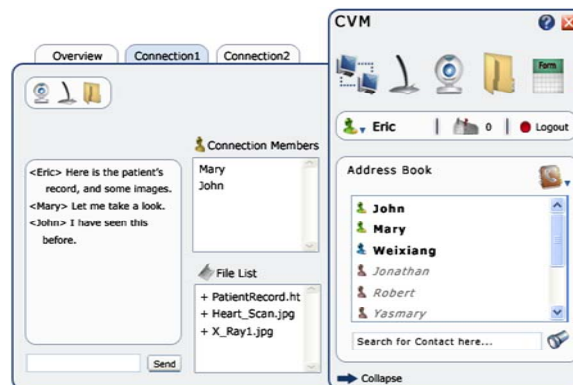 Overview
Connection1
Connection2
Connection Members
Mary
John
<Eric> Here is the patient's
record, and some images.
<Mary> Let me take a look.
<John> I have seen this
before.
File List
+ PatientRecord.ht
+ Heart_Scan.jpg
+ X_Ray1.jpg
Send
CVM
?
Form
Eric
0
Logout
Address Book
John
Mary
Weixiang
Jonathan
Robert
Yasmary
Search for Contact here...
Collapse